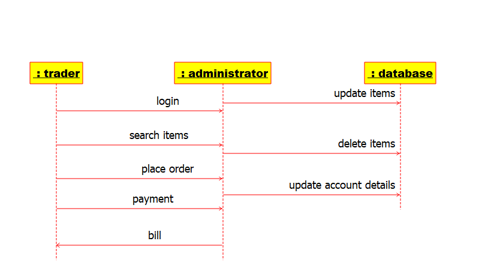 : trader
: administrator
: database
update items
login
search items
delete items
place order
update account details
payment
bill